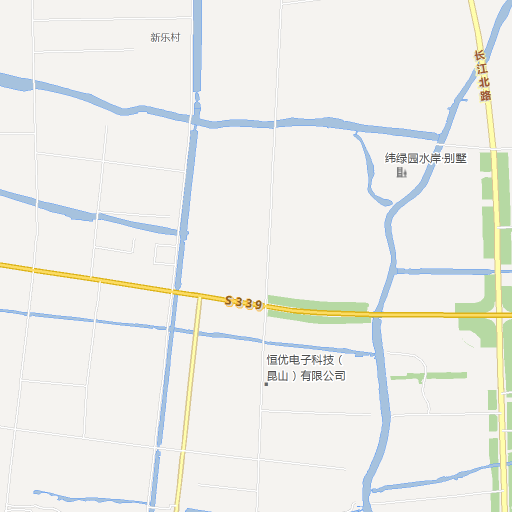 新乐村
长江北路
纬绿园水岸·别墅
S339
恒优电子科技（
昆山）有限公司